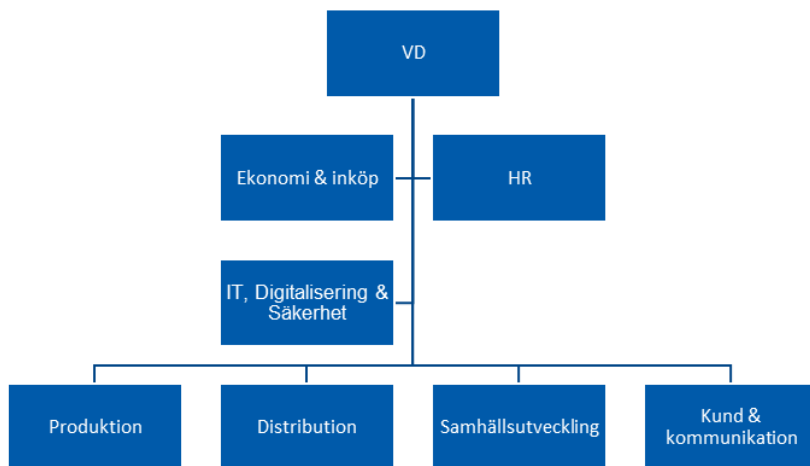 VD
Ekonomi & inköp
HR
IT, Digitalisering &
Säkerhet
Produktion
Distribution
Samhällsutveckling
Kund &
kommunikation